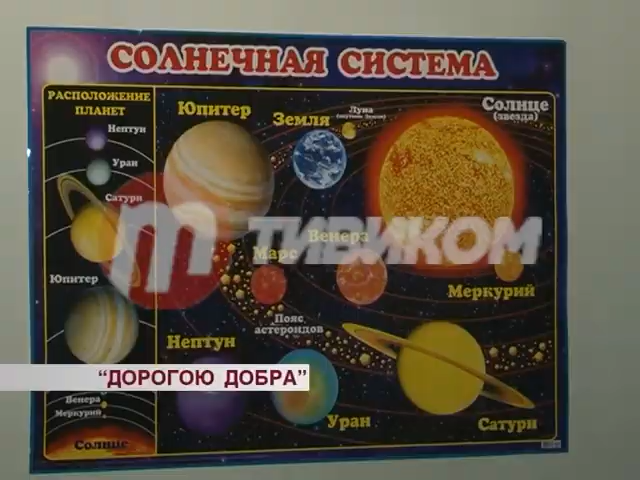 СОЛНЕЧНАЯ СИСТЕМА
РАСПОЛОЖЕНИЕ
ПЛАНЕТ
Нептун
Уран
Сатурн
Юпитер
Венера
Меркурий
Солнце
Юпитер
Земля
Луна
Солнце
(звезда)
ТИВИКОМ
Марс
Венера
Меркурий
Пояс
астероидов
Нептун
Уран
Сатурн
“ДОРОГОЮ ДОБРА”